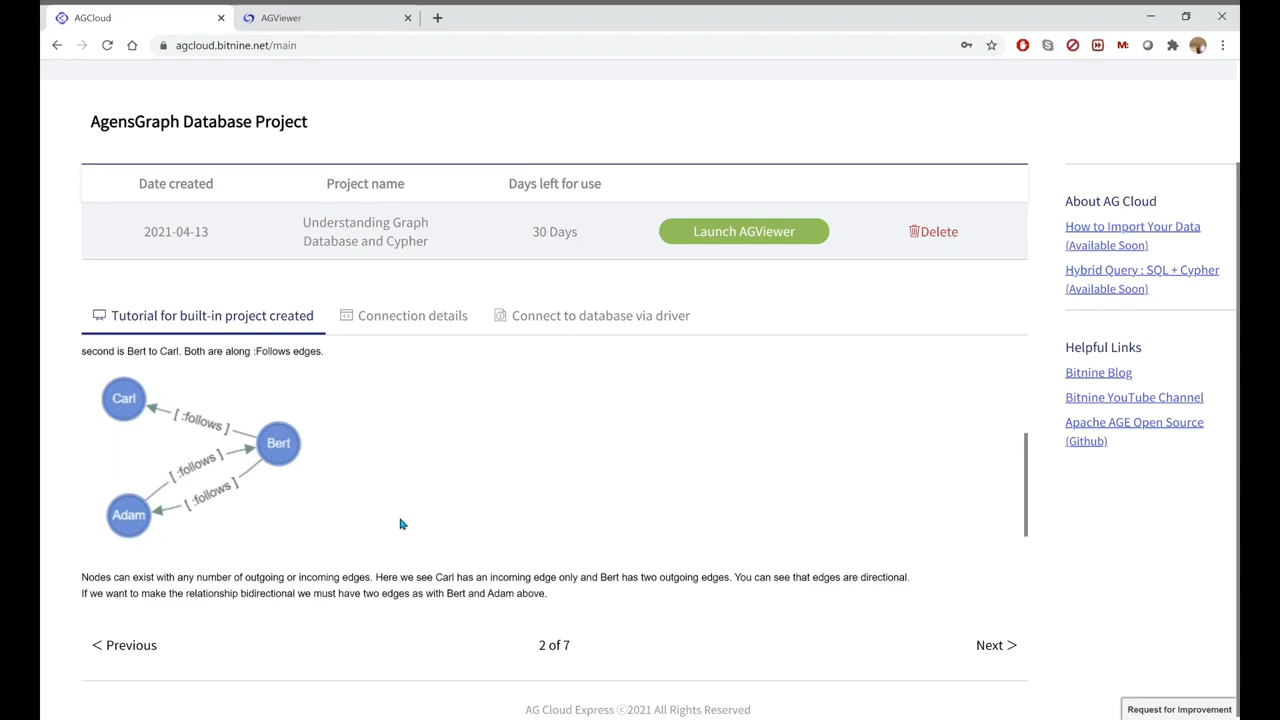 AGCloud
AGViewer
agcloud.bitnine.net/main
AgensGraph Database Project
Date created Project name Days left for use
2021-04-13 Understanding Graph Database and Cypher 30 Days Launch AGViewer Delete
Tutorial for built-in project created Connection details Connect to database via driver
second is Bert to Carl. Both are along :Follows edges.
Carl
[ :follows ]
Bert
[ :follows ]
[ :follows ]
Adam
Nodes can exist with any number of outgoing or incoming edges. Here we see Carl has an incoming edge only and Bert has two outgoing edges. You can see that edges are directional.
If we want to make the relationship bidirectional we must have two edges as with Bert and Adam above.
< Previous 2 of 7 Next >
About AG Cloud
How to Import Your Data
(Available Soon)
Hybrid Query : SQL + Cypher
(Available Soon)
Helpful Links
Bitnine Blog
Bitnine YouTube Channel
Apache AGE Open Source
(Github)
AG Cloud Express ⓒ2021 All Rights Reserved
Request for Improvement